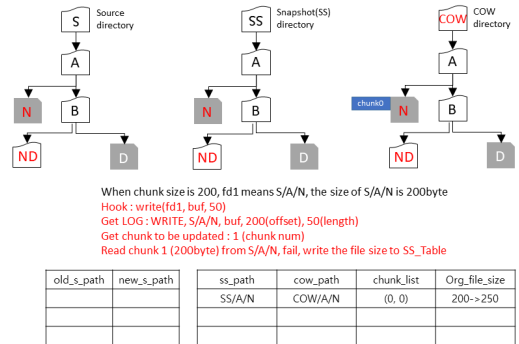 S
Source
directory
SS
Snapshot(SS)
directory
COW
COW
directory
A
A
A
N
B
N
B
chunk0
N
B
ND
D
ND
D
ND
D
When chunk size is 200, fd1 means S/A/N, the size of S/A/N is 200byte
Hook : write(fd1, buf, 50)
Get LOG : WRITE, S/A/N, buf, 200(offset), 50(length)
Get chunk to be updated : 1 (chunk num)
Read chunk 1 (200byte) from S/A/N, fail, write the file size to SS_Table
old_s_path new_s_path ss_path cow_path chunk_list Org_file_size
SS/A/N COW/A/N (0, 0) 200->250